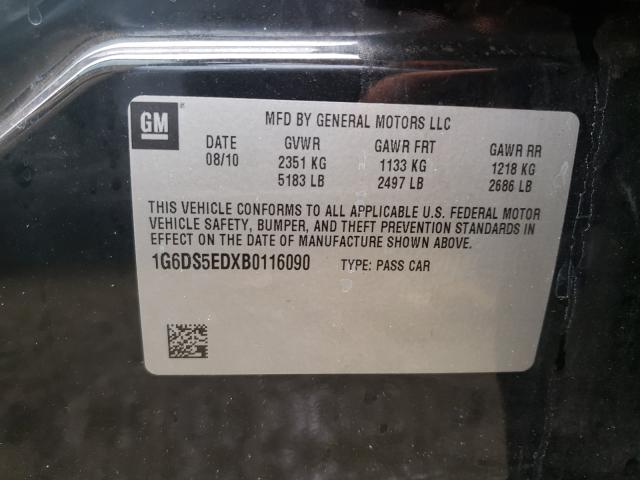 GM
MFD BY GENERAL MOTORS LLC
DATE GVWR GAWR FRT GAWR RR
08/10 2351 KG 1133 KG 1218 KG
5183 LB 2497 LB 2686 LB
THIS VEHICLE CONFORMS TO ALL APPLICABLE U.S. FEDERAL MOTOR
VEHICLE SAFETY, BUMPER, AND THEFT PREVENTION STANDARDS IN
EFFECT ON THE DATE OF MANUFACTURE SHOWN ABOVE.
1G6DS5EDXB0116090 TYPE: PASS CAR